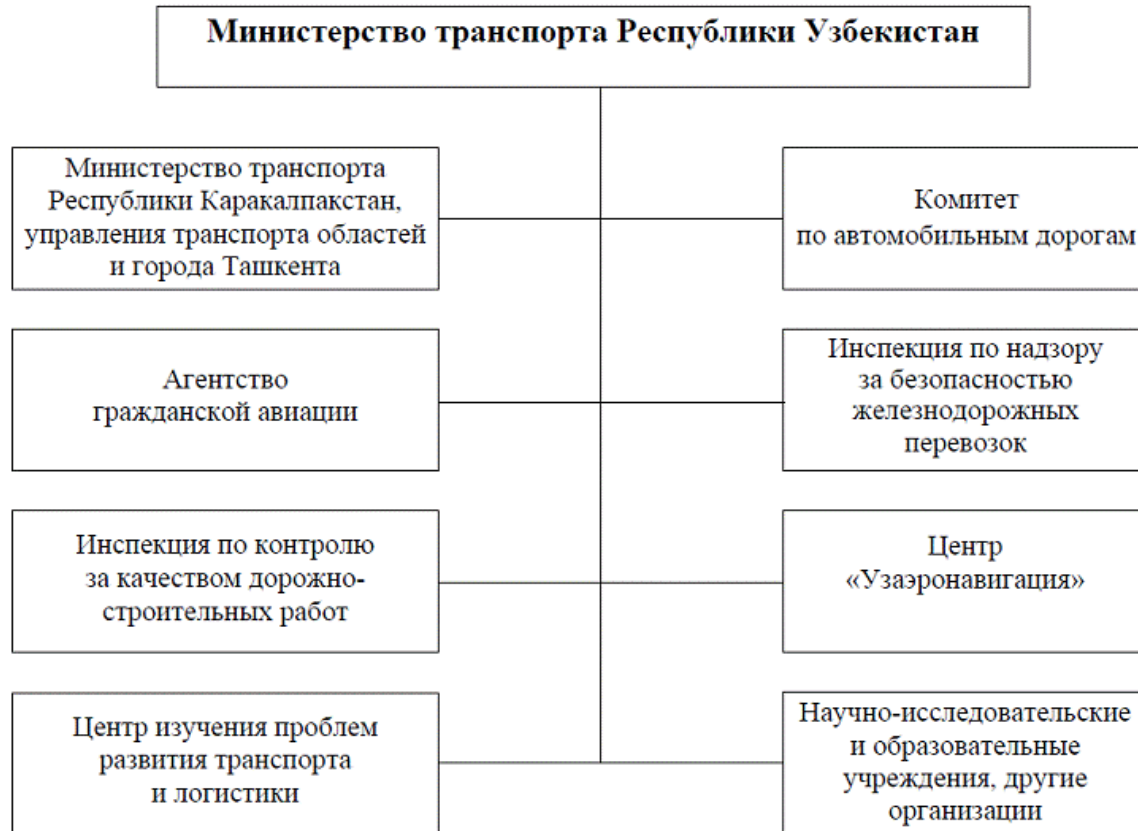 Министерство транспорта Республики Узбекистан
Министерство транспорта
Республики Каракалпакстан,
управления транспорта областей
и города Ташкента
Комитет
по автомобильным дорогам
Агентство
гражданской авиации
Инспекция по надзору
за безопасностью
железнодорожных
перевозок
Инспекция по контролю
за качеством дорожно-
строительных работ
Центр
«Узаэронавигация»
Центр изучения проблем
развития транспорта
и логистики
Научно-исследовательские
и образовательные
учреждения, другие
организации